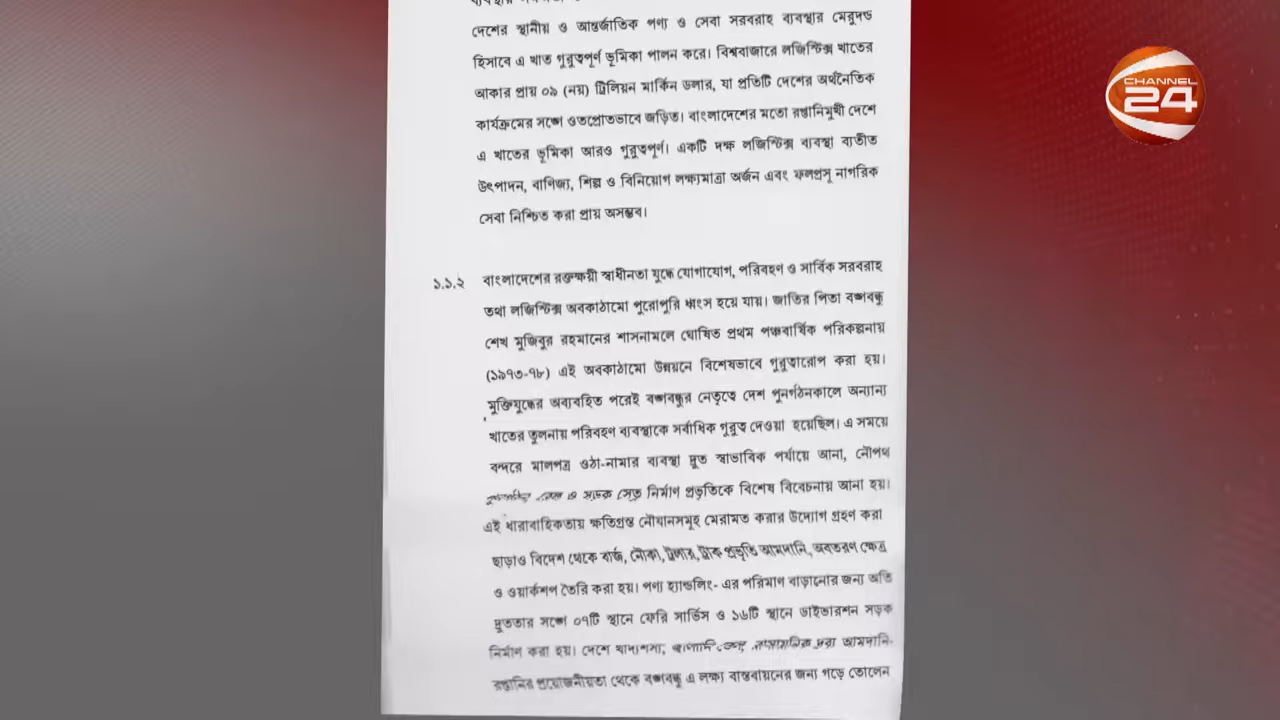 দেশের স্থানীয় ও আন্তর্জাতিক পণ্য ও সেবা সরবরাহ ব্যবস্থার মেরুদন্ড
হিসাবে এ খাত গুরুত্বপূর্ণ ভূমিকা পালন করে। বিশ্ববাজারে লজিস্টিক্স খাতের
আকার প্রায় ০৯ (নয়) ট্রিলিয়ন মার্কিন ডলার, যা প্রতিটি দেশের অর্থনৈতিক
কার্যক্রমের সঙ্গে ওতপ্রোতভাবে জড়িত। বাংলাদেশের মতো রপ্তানিমুখী দেশে
এ খাতের ভূমিকা আরও গুরুত্বপূর্ণ। একটি দক্ষ লজিস্টিক্স ব্যবস্থা ব্যতীত
উৎপাদন, বাণিজ্য, শিল্প ও বিনিয়োগ লক্ষ্যমাত্রা অর্জন এবং ফলপ্রসূ নাগরিক
সেবা নিশ্চিত করা প্রায় অসম্ভব।
CHANNEL
24
১.১.২ বাংলাদেশের রক্তক্ষয়ী স্বাধীনতা যুদ্ধে যোগাযোগ, পরিবহণ ও সার্বিক সরবরাহ
তথা লজিস্টিক্স অবকাঠামো পুরোপুরি ধ্বংস হয়ে যায়। জাতির পিতা বঙ্গবন্ধু
শেখ মুজিবুর রহমানের শাসনামলে ঘোষিত প্রথম পঞ্চবার্ষিক পরিকল্পনায়
(১৯৭৩-৭৮) এই অবকাঠামো উন্নয়নে বিশেষভাবে গুরুত্বারোপ করা হয়।
মুক্তিযুদ্ধের অব্যবহিত পরেই বঙ্গবন্ধুর নেতৃত্বে দেশ পুনর্গঠনকালে অন্যান্য
খাতের তুলনায় পরিবহণ ব্যবস্থাকে সর্বাধিক গুরুত্ব দেওয়া হয়েছিল। এ সময়ে
বন্দরে মালপত্র ওঠা-নামার ব্যবস্থা দ্রুত স্বাভাবিক পর্যায়ে আনা, নৌপথ
ও সড়ক সেতু নির্মাণ প্রভৃতিকে বিশেষ বিবেচনায় আনা হয়।
এই ধারাবাহিকতায় ক্ষতিগ্রস্ত নৌযানসমূহ মেরামত করার উদ্যোগ গ্রহণ করা
ছাড়াও বিদেশ থেকে বার্জ, নৌকা, ট্রলার, ট্রাক প্রভৃতি আমদানি, অবতরণ ক্ষেত্র
ও ওয়ার্কশপ তৈরি করা হয়। পণ্য হ্যান্ডলিং- এর পরিমাণ বাড়ানোর জন্য অতি
দ্রুততার সঙ্গে ০৭টি স্থানে ফেরি সার্ভিস ও ১৬টি স্থানে ডাইভারশন সড়ক
নির্মাণ করা হয়। দেশে খাদ্যশস্য, আমদানি-
রপ্তানির প্রয়োজনীয়তা থেকে বঙ্গবন্ধু এ লক্ষ্য বাস্তবায়নের জন্য গড়ে তোলেন